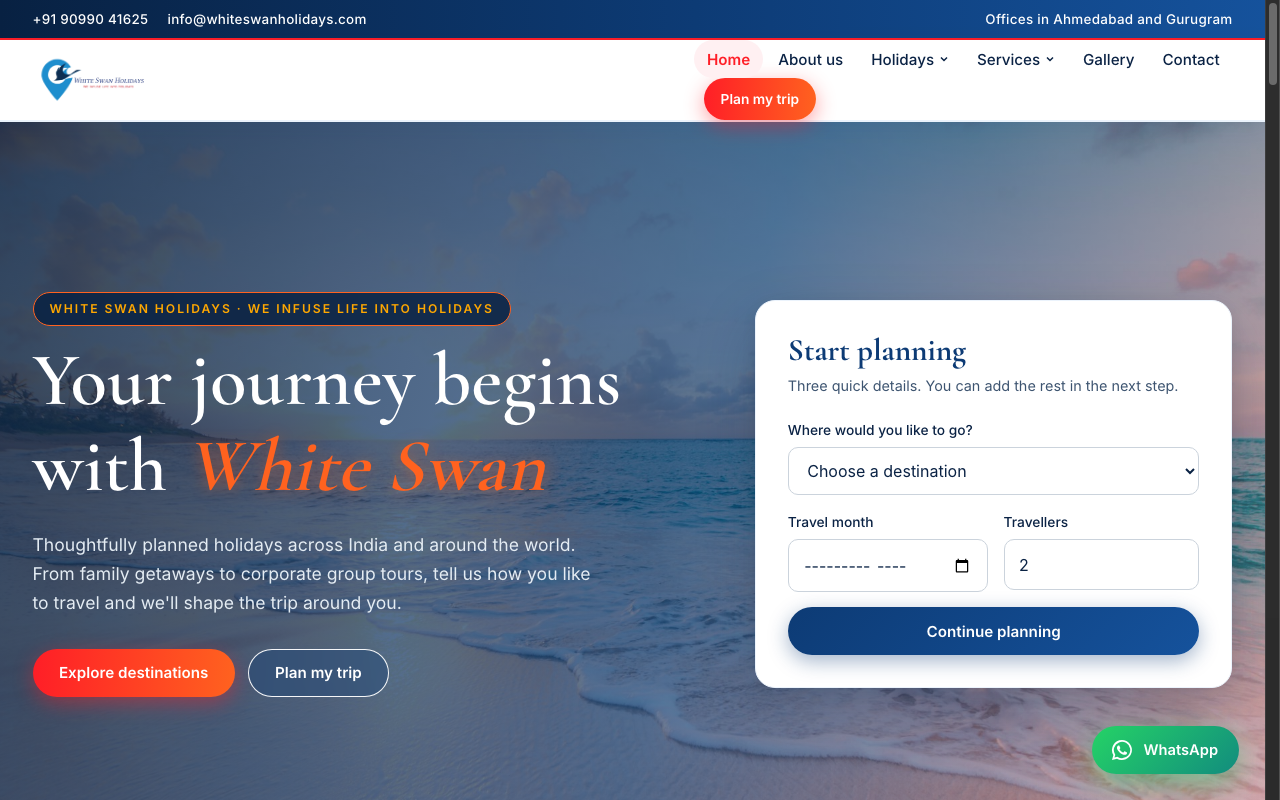 +91 90990 41625 info@whiteswanholidays.com Offices in Ahmedabad and Gurugram
White Swan Holidays
Home About us Holidays Services Gallery Contact
Plan my trip
WHITE SWAN HOLIDAYS · WE INFUSE LIFE INTO HOLIDAYS
Your journey begins
with White Swan
Thoughtfully planned holidays across India and around the world.
From family getaways to corporate group tours, tell us how you like
to travel and we'll shape the trip around you.
Explore destinations Plan my trip
Start planning
Three quick details. You can add the rest in the next step.
Where would you like to go?
Choose a destination
Travel month Travellers
--------- ---- 2
Continue planning
WhatsApp